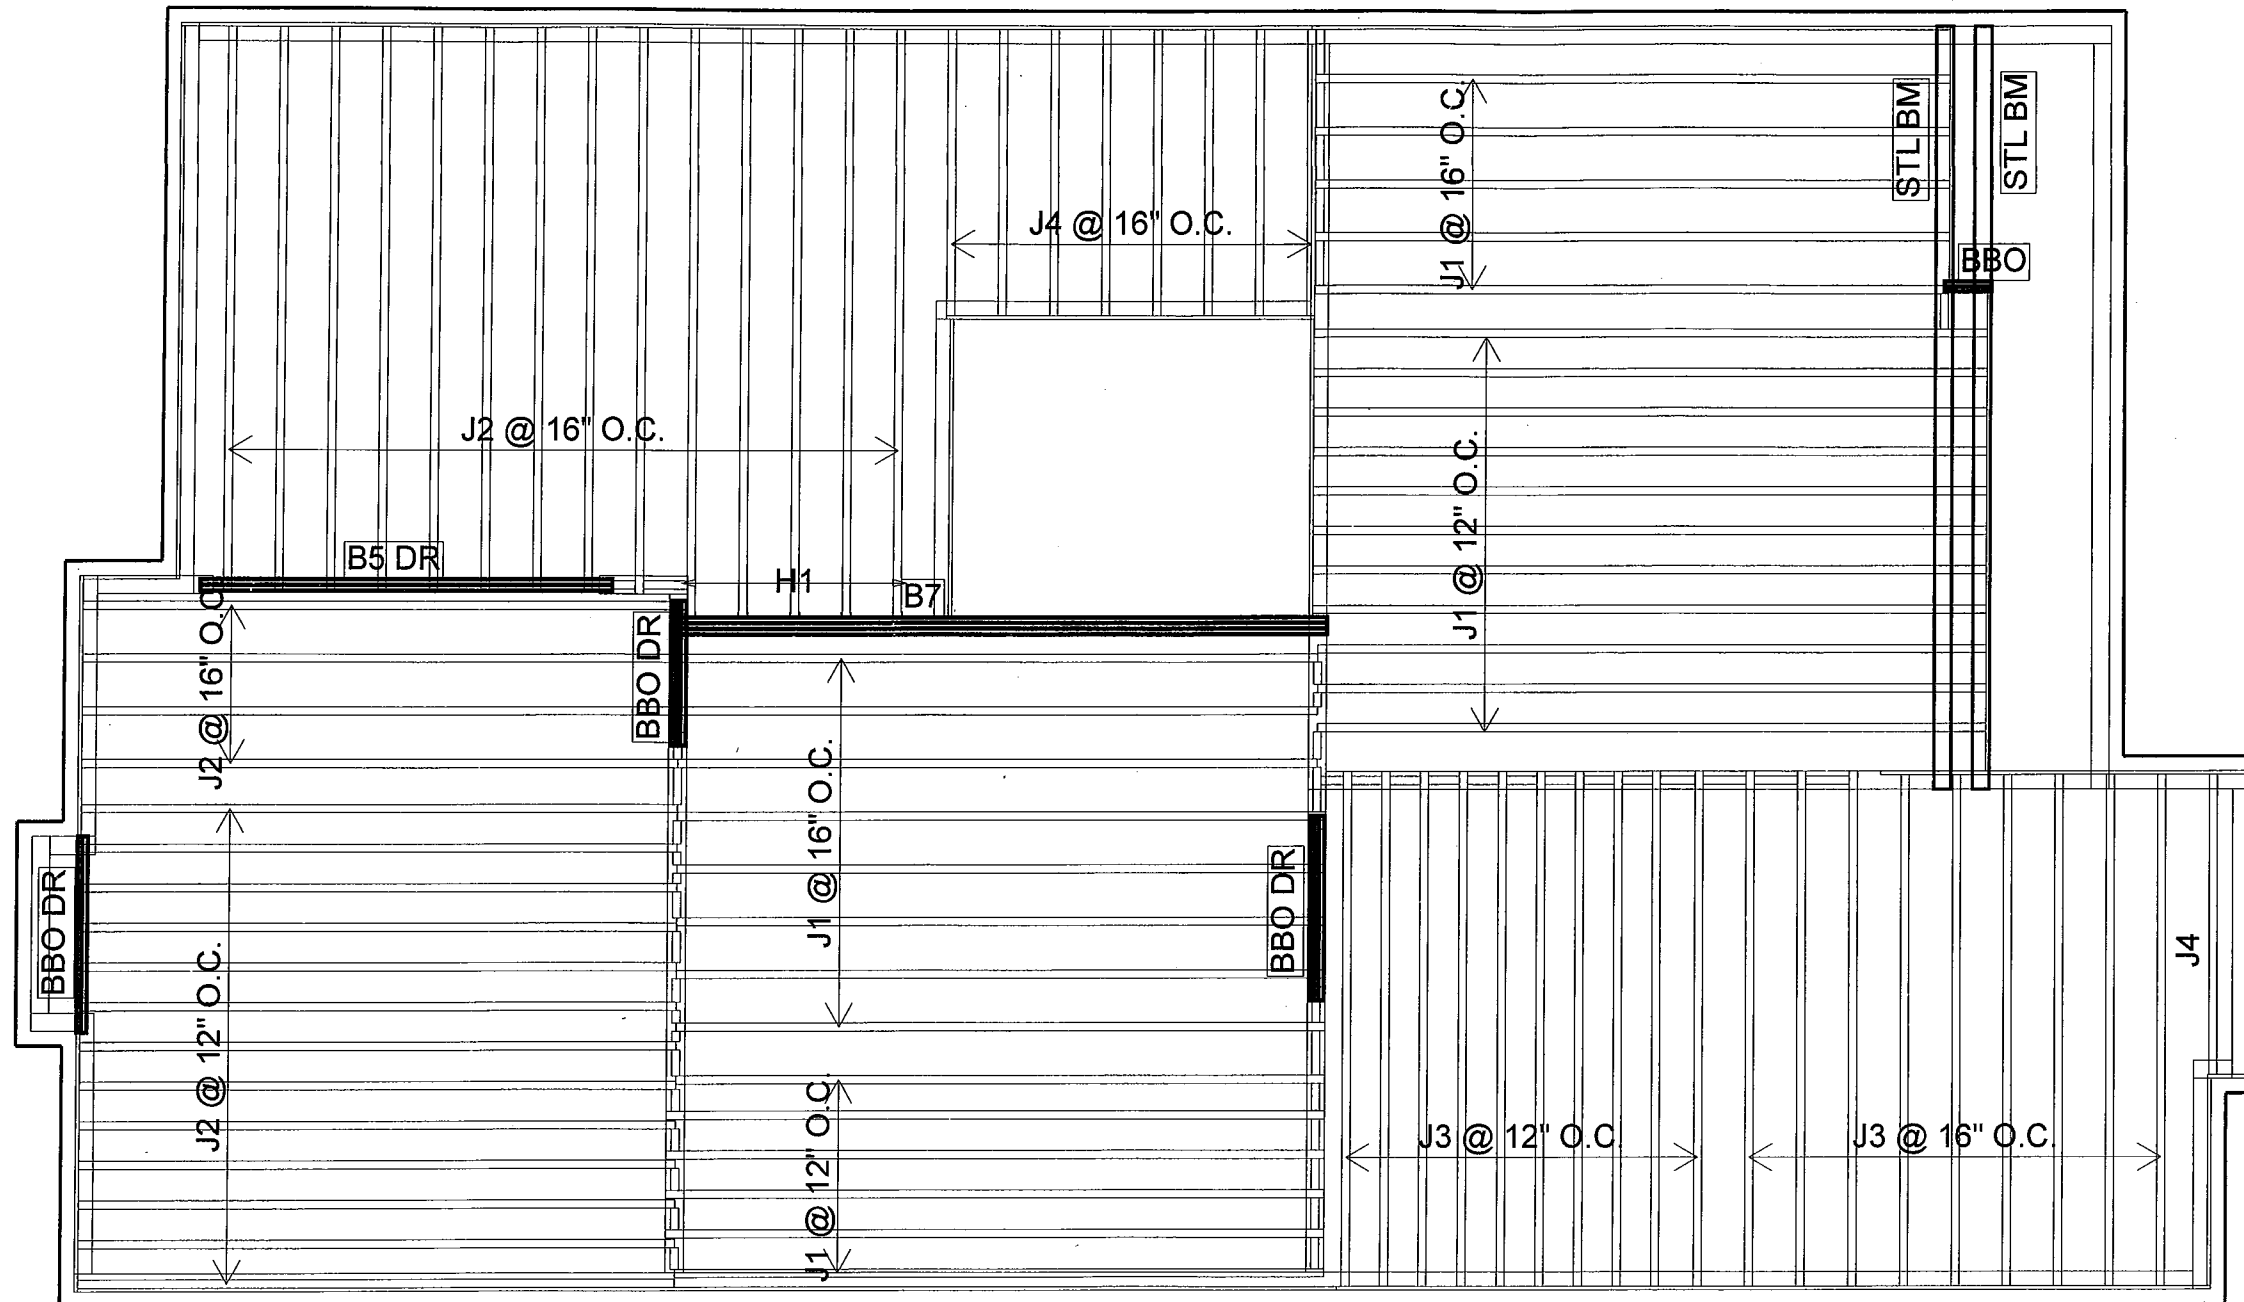 STL BM
STL BM
J1 @ 16" O.C.
J4 @ 16" O.C.
BBO
J2 @ 16" O.C.
J1 @ 12" O.C.
B5 DR
H1
B7
J2 @ 16" O.C.
BBO DR
J1 @ 16" O.C.
BBO DR
BBO DR
J4
J2 @ 12" O.C.
J1 @ 12" O.C.
J3 @ 12" O.C.
J3 @ 16" O.C.